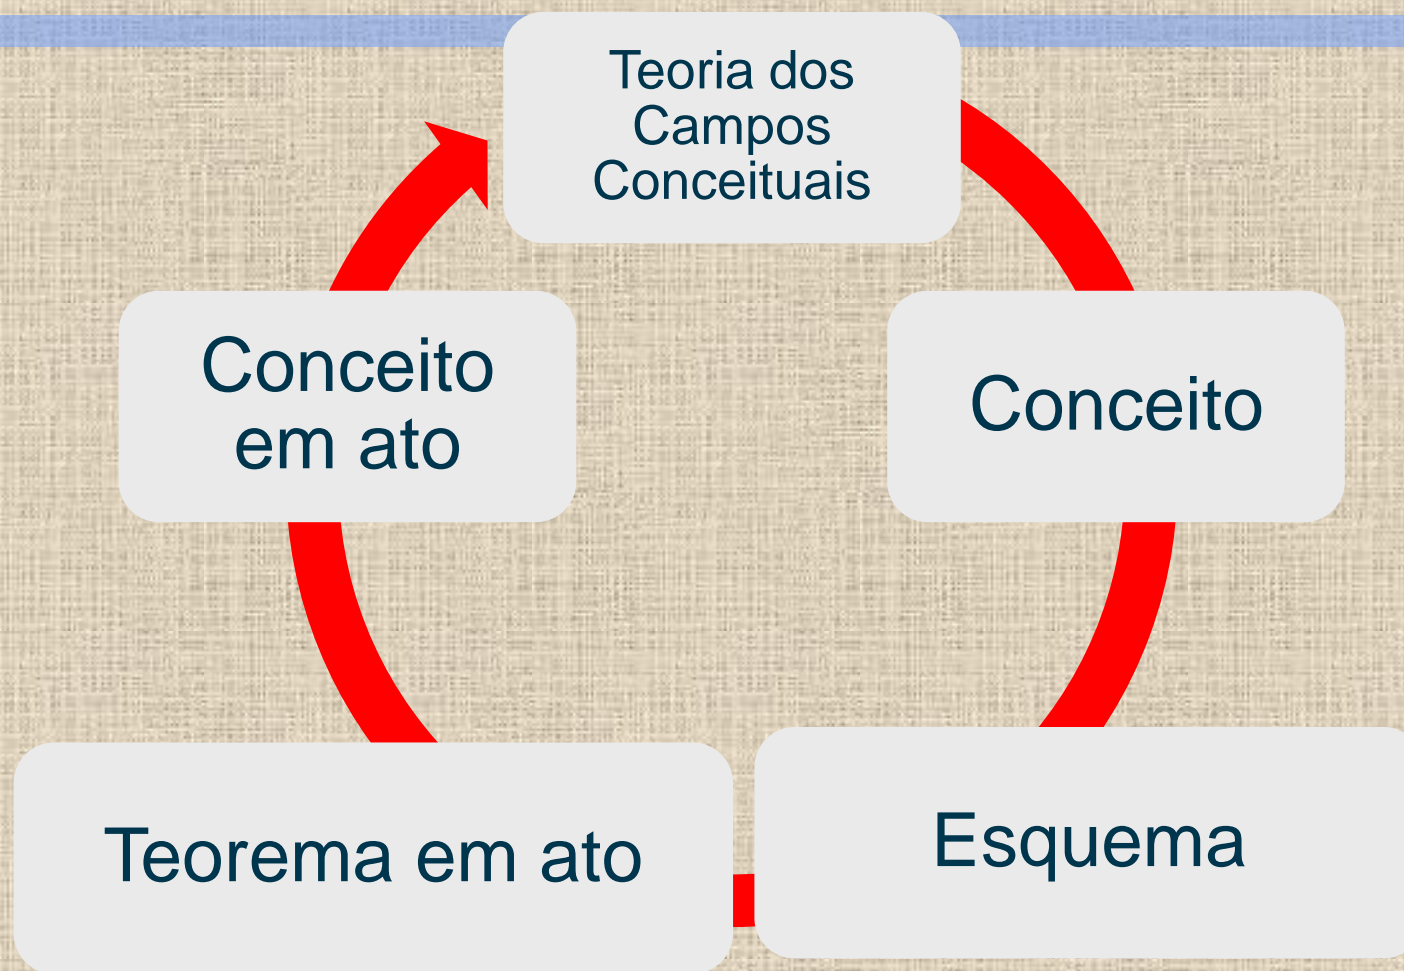 Teoria dos
Campos
Conceituais
Conceito
Esquema
Teorema em ato
Conceito
em ato